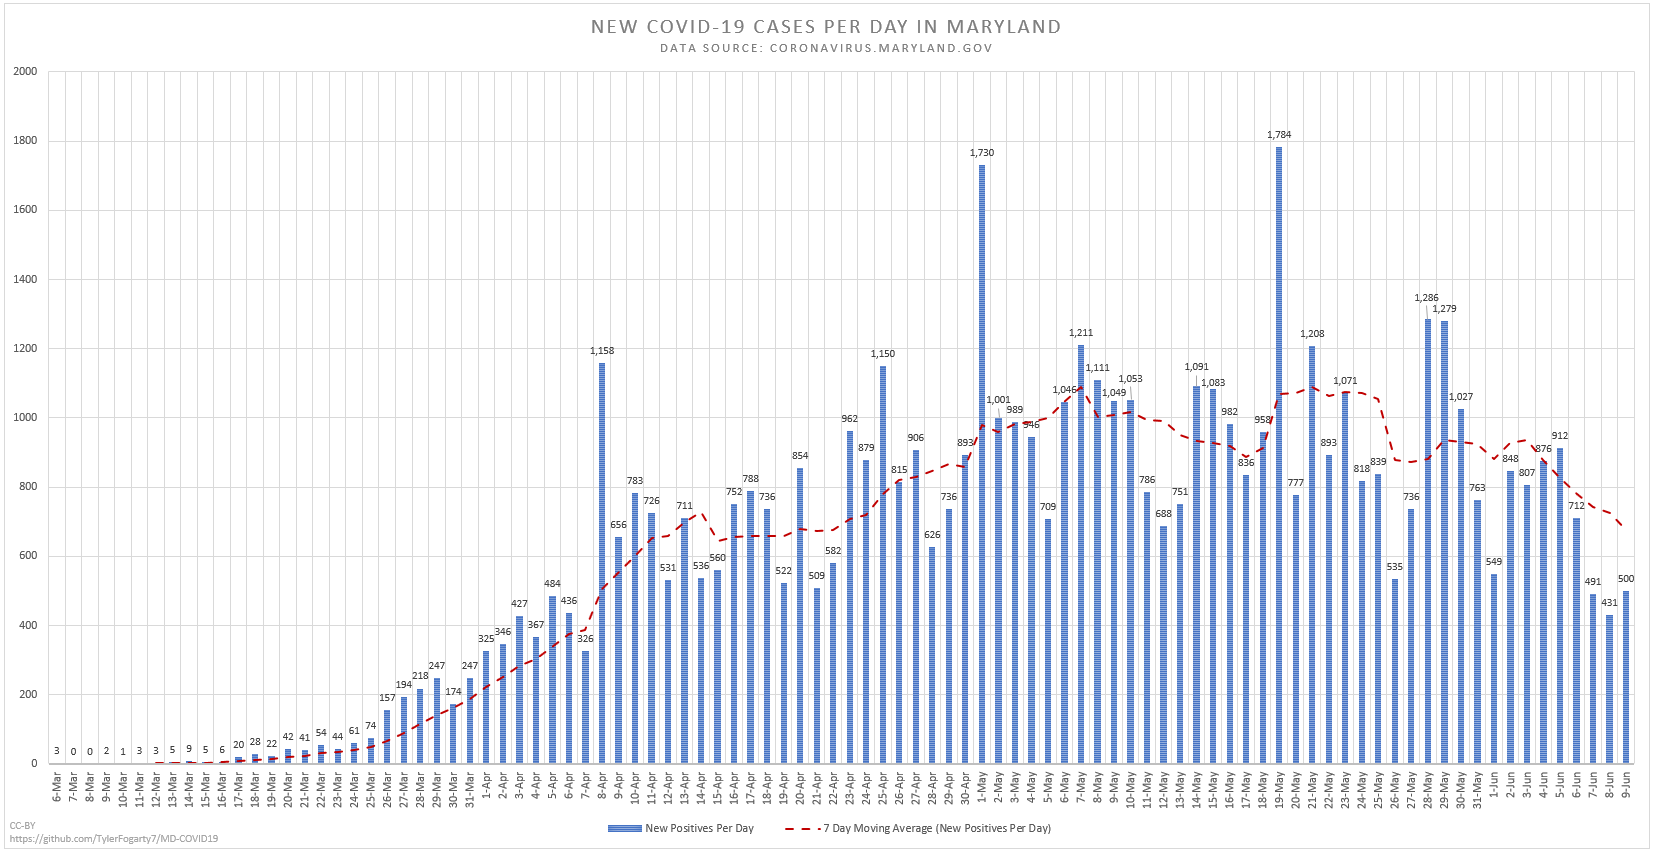 NEW COVID-19 CASES PER DAY IN MARYLAND
DATA SOURCE: CORONAVIRUS.MARYLAND.GOV
2000
1800
1600
1400
1200
1000
800
600
400
200
0
3 0 0 2 1 3 3 5 9 5 6 20 28 22 42 41 54 44 61 74 157 194 218 247 174 247 325 346 427 367 484 436 326 1,158 656 783 726 531 711 536 560 752 788 736 522 854 509 582 962 879 1,150 815 906 626 736 893 1,730 1,001 989 946 709 1,046 1,211 1,111 1,049 1,053 786 688 751 1,091 1,083 982 836 958 1,784 777 1,208 893 1,071 818 839 535 736 1,286 1,279 1,027 763 549 848 807 876 912 712 491 431 500
6-Mar 7-Mar 8-Mar 9-Mar 10-Mar 11-Mar 12-Mar 13-Mar 14-Mar 15-Mar 16-Mar 17-Mar 18-Mar 19-Mar 20-Mar 21-Mar 22-Mar 23-Mar 24-Mar 25-Mar 26-Mar 27-Mar 28-Mar 29-Mar 30-Mar 31-Mar 1-Apr 2-Apr 3-Apr 4-Apr 5-Apr 6-Apr 7-Apr 8-Apr 9-Apr 10-Apr 11-Apr 12-Apr 13-Apr 14-Apr 15-Apr 16-Apr 17-Apr 18-Apr 19-Apr 20-Apr 21-Apr 22-Apr 23-Apr 24-Apr 25-Apr 26-Apr 27-Apr 28-Apr 29-Apr 30-Apr 1-May 2-May 3-May 4-May 5-May 6-May 7-May 8-May 9-May 10-May 11-May 12-May 13-May 14-May 15-May 16-May 17-May 18-May 19-May 20-May 21-May 22-May 23-May 24-May 25-May 26-May 27-May 28-May 29-May 30-May 31-May 1-Jun 2-Jun 3-Jun 4-Jun 5-Jun 6-Jun 7-Jun 8-Jun 9-Jun
New Positives Per Day
7 Day Moving Average (New Positives Per Day)
CC-BY
https://github.com/TylerFogarty7/MD-COVID19